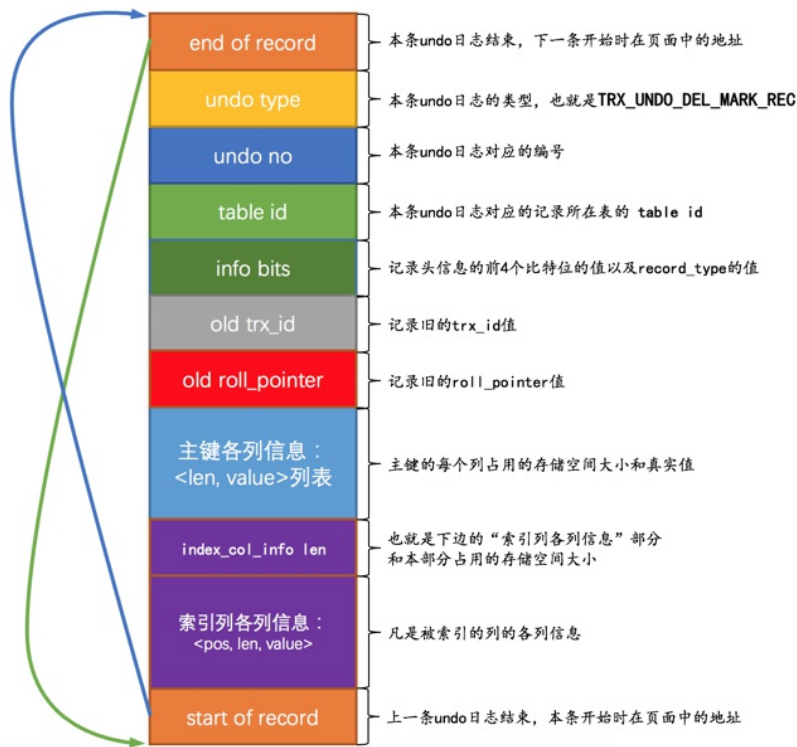 end of record
本条undo日志结束，下一条开始时在页面中的地址
undo type
本条undo日志的类型，也就是TRX_UNDO_DEL_MARK_REC
undo no
本条undo日志对应的编号
table id
本条undo日志对应的记录所在表的 table id
info bits
记录头信息的前4个比特位的值以及record_type的值
old trx_id
记录旧的trx_id值
old roll_pointer
记录旧的roll_pointer值
主键各列信息：
<len, value>列表
主键的每个列占用的存储空间大小和真实值
index_col_info len
也就是下边的“索引列各列信息”部分
和本部分占用的存储空间大小
索引列各列信息：
<pos, len, value>
凡是被索引的列的各列信息
start of record
上一条undo日志结束，本条开始时在页面中的地址